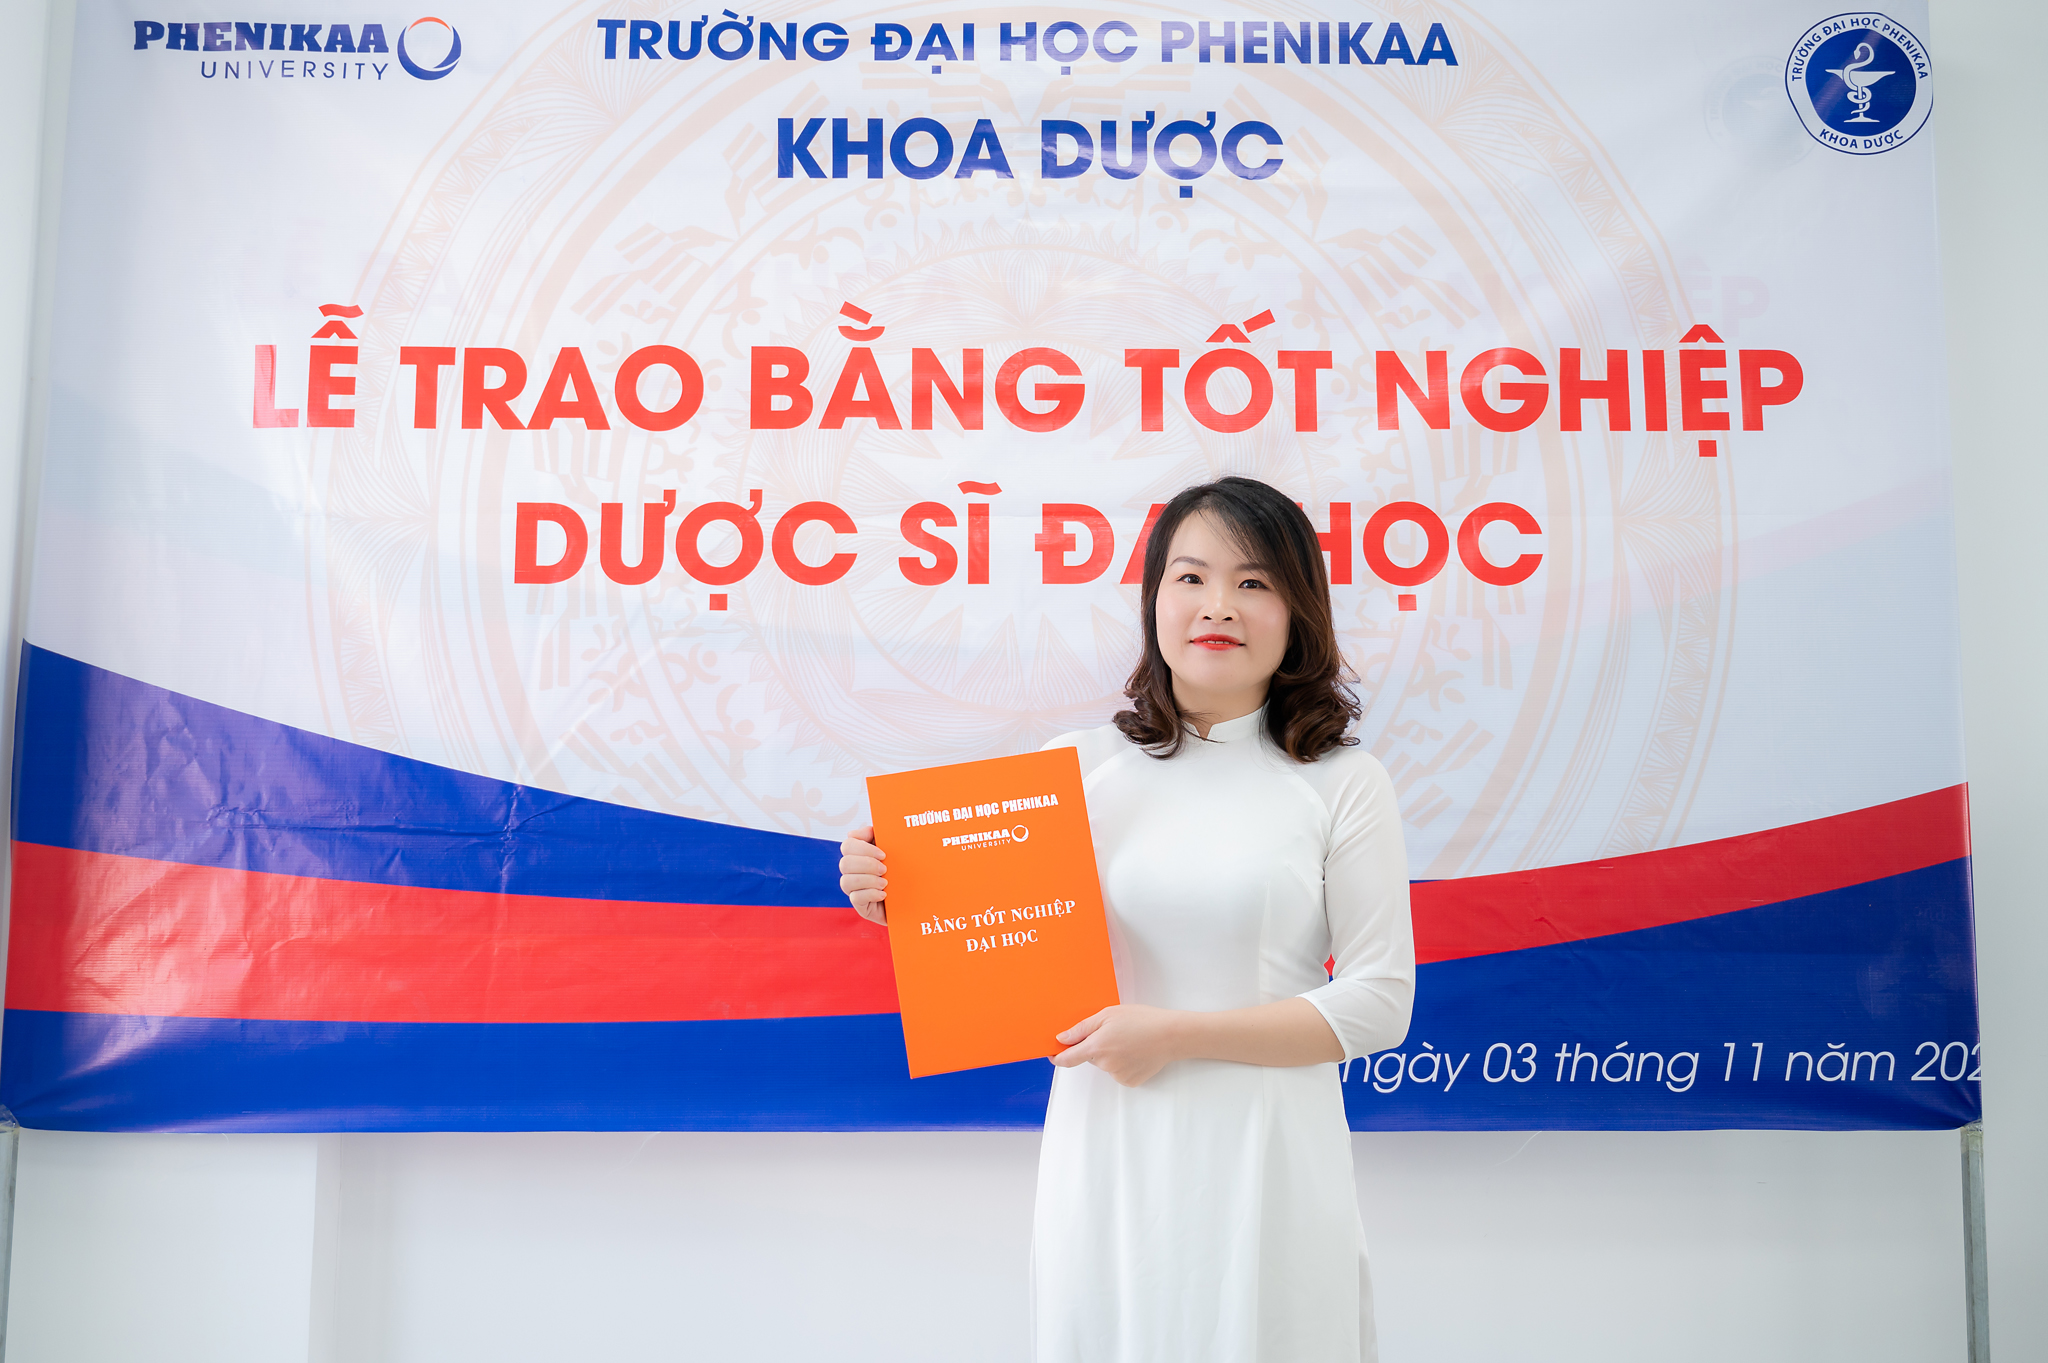 PHENIKAA
UNIVERSITY
TRƯỜNG ĐẠI HỌC PHENIKAA
KHOA DƯỢC
TRƯỜNG ĐẠI HỌC PHENIKAA
KHOA DƯỢC
LỄ TRAO BẰNG TỐT NGHIỆP
DƯỢC SĨ HỌC
TRƯỜNG ĐẠI HỌC PHENIKAA
PHENIKAA
UNIVERSITY
BẰNG TỐT NGHIỆP
ĐẠI HỌC
ngày 03 tháng 11 năm